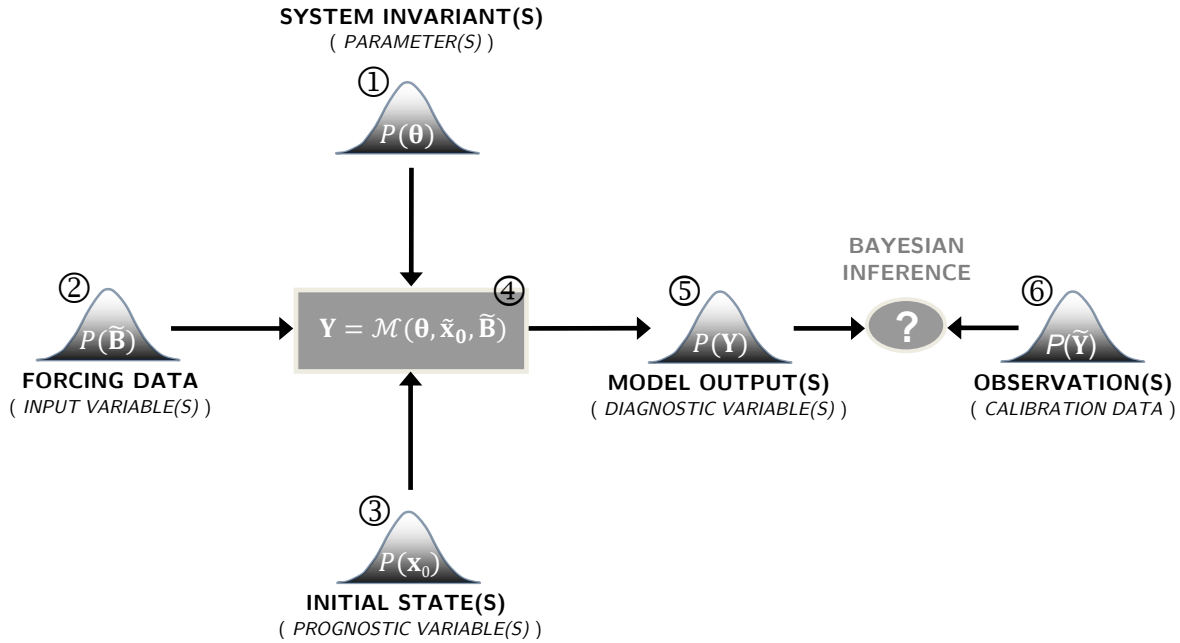 SYSTEM INVARIANT(S)
( PARAMETER(S) )
①
P(θ)
BAYESIAN
INFERENCE
②
P(B̃)
FORCING DATA
( INPUT VARIABLE(S) )
④
Y = ℳ(θ, x̃₀, B̃)
⑤
P(Y)
MODEL OUTPUT(S)
( DIAGNOSTIC VARIABLE(S) )
?
⑥
P(Ỹ)
OBSERVATION(S)
( CALIBRATION DATA )
③
P(x₀)
INITIAL STATE(S)
( PROGNOSTIC VARIABLE(S) )